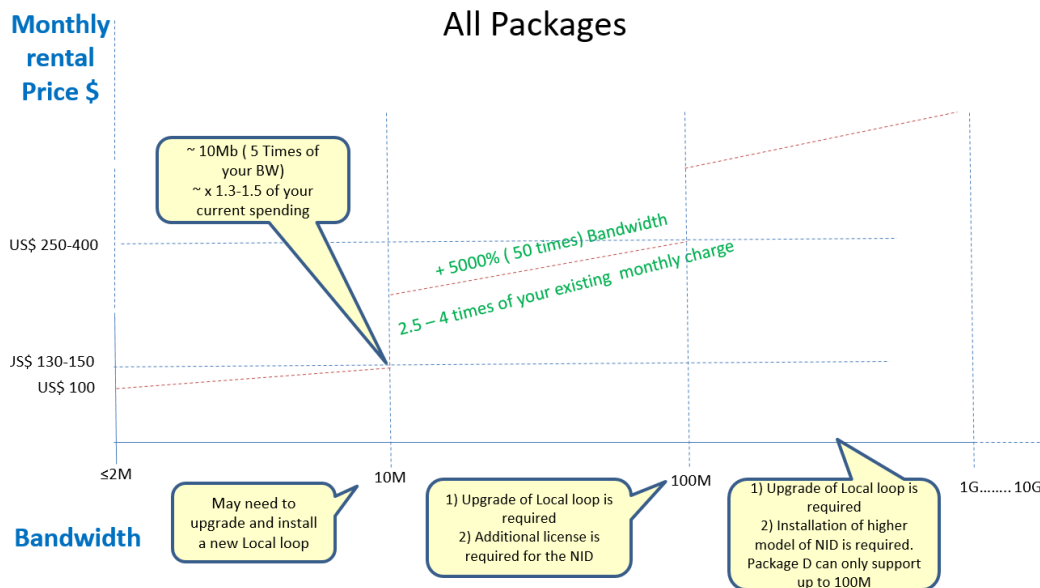 All Packages
Monthly
rental
Price $
~ 10Mb ( 5 Times of
your BW)
~ x 1.3-1.5 of your
current spending
US$ 250-400
+ 5000% ( 50 times) Bandwidth
2.5 – 4 times of your existing monthly charge
JS$ 130-150
US$ 100
≤2M
10M
100M
1G........ 10G
May need to
upgrade and install
a new Local loop
1) Upgrade of Local loop is
required
2) Additional license is
required for the NID
1) Upgrade of Local loop is
required
2) Installation of higher
model of NID is required.
Package D can only support
up to 100M
Bandwidth